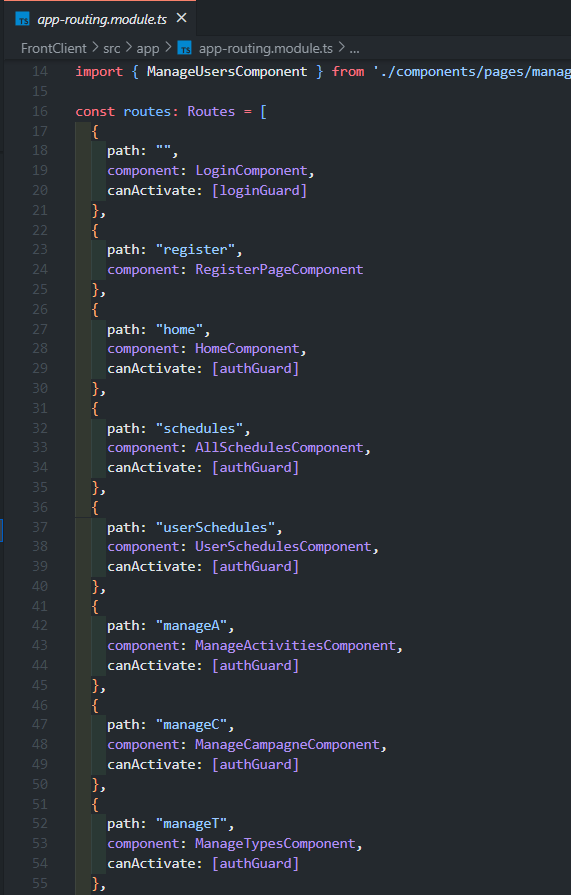 TS app-routing.module.ts ✕
FrontClient > src > app > TS app-routing.module.ts > ...
14 import { ManageUsersComponent } from './components/pages/manag
15
16 const routes: Routes = [
17   {
18     path: "",
19     component: LoginComponent,
20     canActivate: [loginGuard]
21   },
22   {
23     path: "register",
24     component: RegisterPageComponent
25   },
26   {
27     path: "home",
28     component: HomeComponent,
29     canActivate: [authGuard]
30   },
31   {
32     path: "schedules",
33     component: AllSchedulesComponent,
34     canActivate: [authGuard]
35   },
36   {
37     path: "userSchedules",
38     component: UserSchedulesComponent,
39     canActivate: [authGuard]
40   },
41   {
42     path: "manageA",
43     component: ManageActivitiesComponent,
44     canActivate: [authGuard]
45   },
46   {
47     path: "manageC",
48     component: ManageCampagneComponent,
49     canActivate: [authGuard]
50   },
51   {
52     path: "manageT",
53     component: ManageTypesComponent,
54     canActivate: [authGuard]
55   },